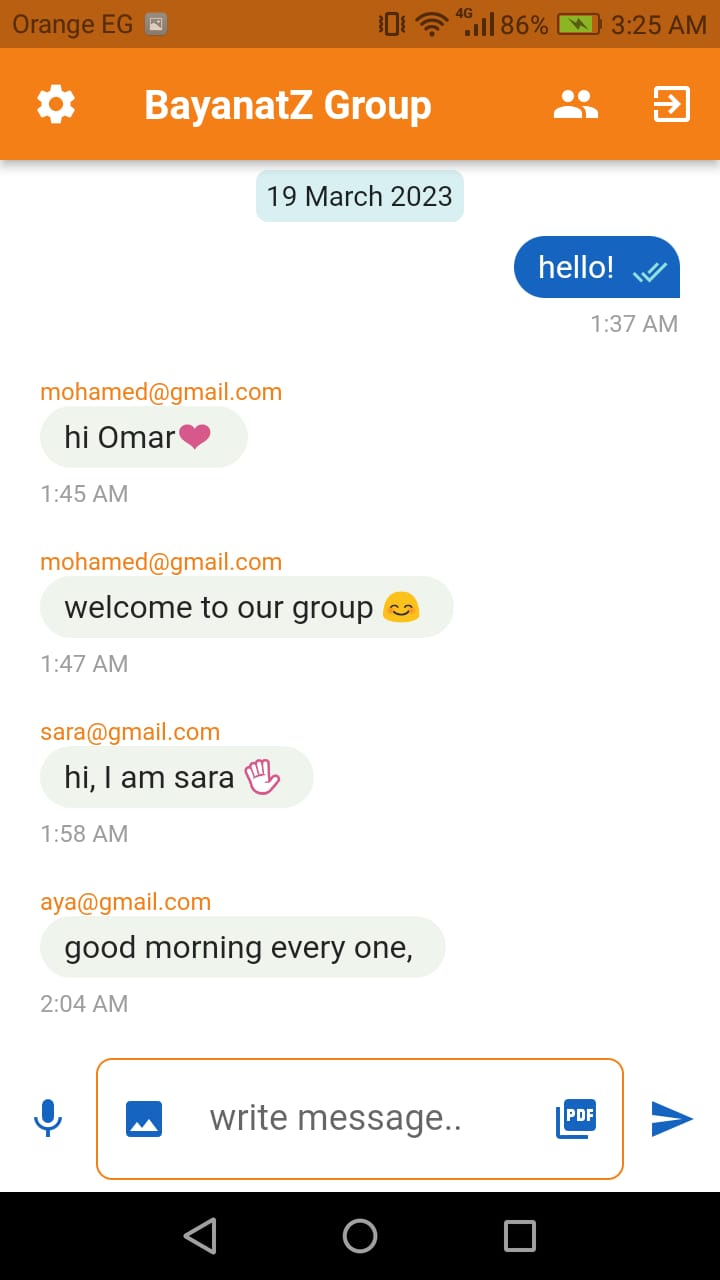 Orange EG 4G 86% 3:25 AM
BayanatZ Group
19 March 2023
hello!
1:37 AM
mohamed@gmail.com
hi Omar❤
1:45 AM
mohamed@gmail.com
welcome to our group 😊
1:47 AM
sara@gmail.com
hi, I am sara 👋
1:58 AM
aya@gmail.com
good morning every one,
2:04 AM
write message.. PDF